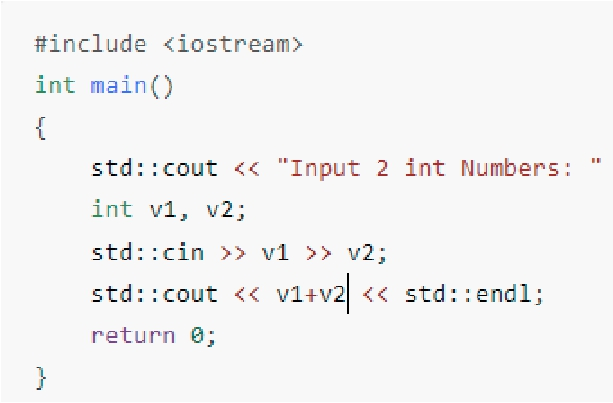 #include <iostream>
int main()
{
    std::cout << "Input 2 int Numbers: "
    int v1, v2;
    std::cin >> v1 >> v2;
    std::cout << v1+v2 << std::endl;
    return 0;
}